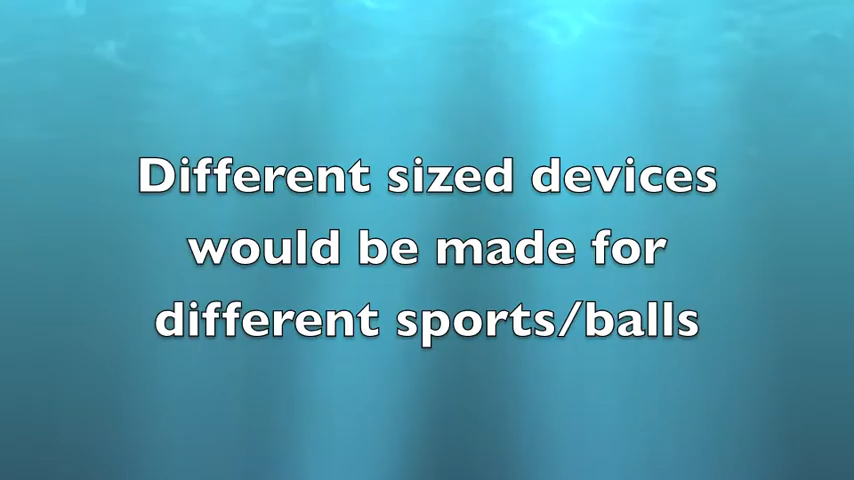 Different sized devices
would be made for
different sports/balls